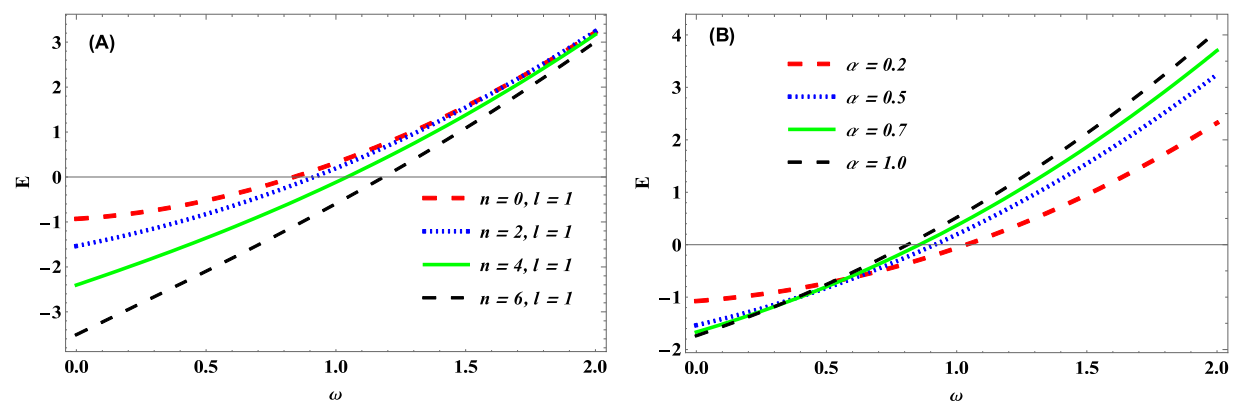 (A)
3
2
1
0
−1
−2
−3
E
n = 0, l = 1
n = 2, l = 1
n = 4, l = 1
n = 6, l = 1
0.0 0.5 1.0 1.5 2.0
ω
(B)
4
3
2
1
0
−1
−2
E
α = 0.2
α = 0.5
α = 0.7
α = 1.0
0.0 0.5 1.0 1.5 2.0
ω